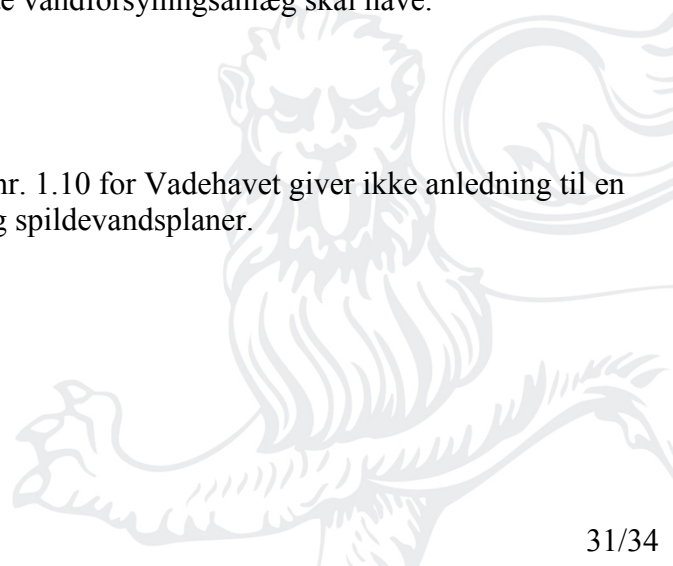 vandforsyningsanlæg skal have.
nr. 1.10 for Vadehavet giver ikke anledning til en
spildevandsplaner.
31/34